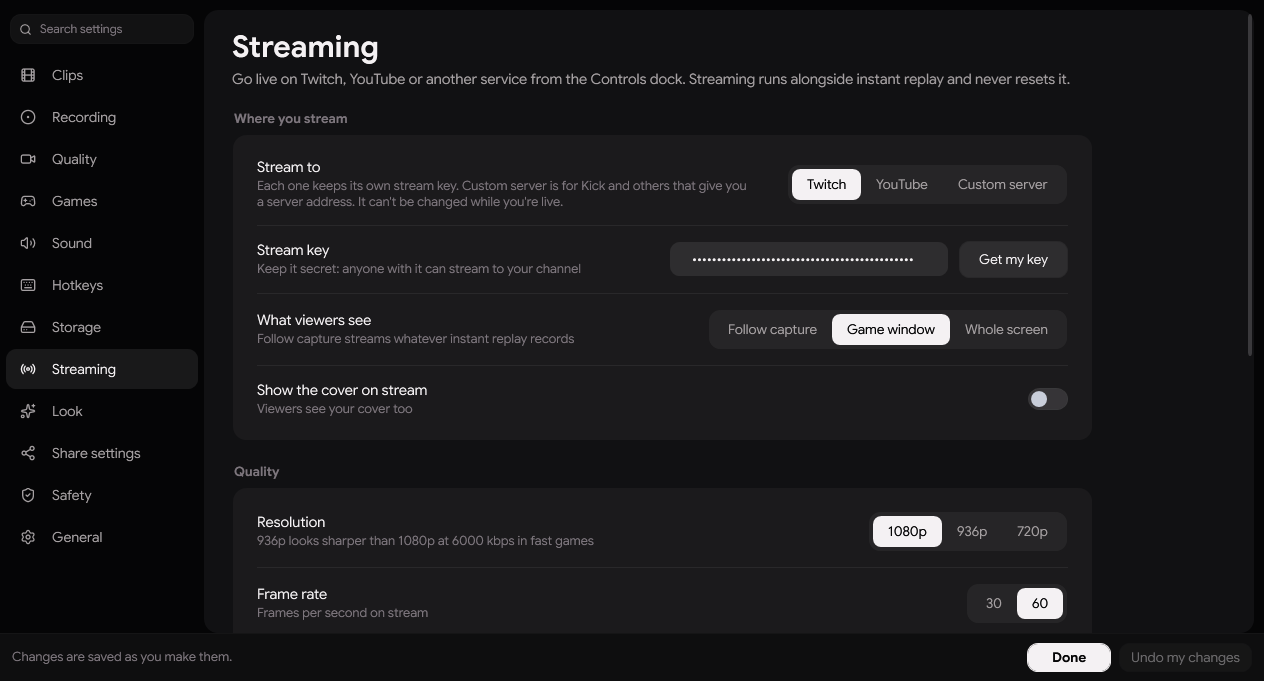 Search settings
Clips
Recording
Quality
Games
Sound
Hotkeys
Storage
Streaming
Look
Share settings
Safety
General
Streaming
Go live on Twitch, YouTube or another service from the Controls dock. Streaming runs alongside instant replay and never resets it.
Where you stream
Stream to
Each one keeps its own stream key. Custom server is for Kick and others that give you
a server address. It can't be changed while you're live.
Twitch YouTube Custom server
Stream key
Keep it secret: anyone with it can stream to your channel
Get my key
What viewers see
Follow capture streams whatever instant replay records
Follow capture Game window Whole screen
Show the cover on stream
Viewers see your cover too
Quality
Resolution
936p looks sharper than 1080p at 6000 kbps in fast games
1080p 936p 720p
Frame rate
Frames per second on stream
30 60
Changes are saved as you make them.
Done Undo my changes